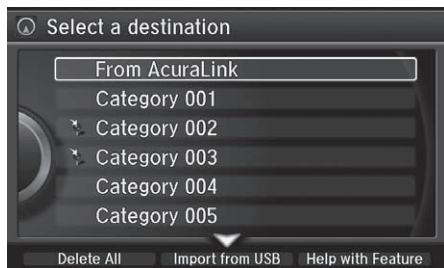 Select a destination
From AcuraLink
Category 001
Category 002
Category 003
Category 004
Category 005
Delete All Import from USB Help with Feature